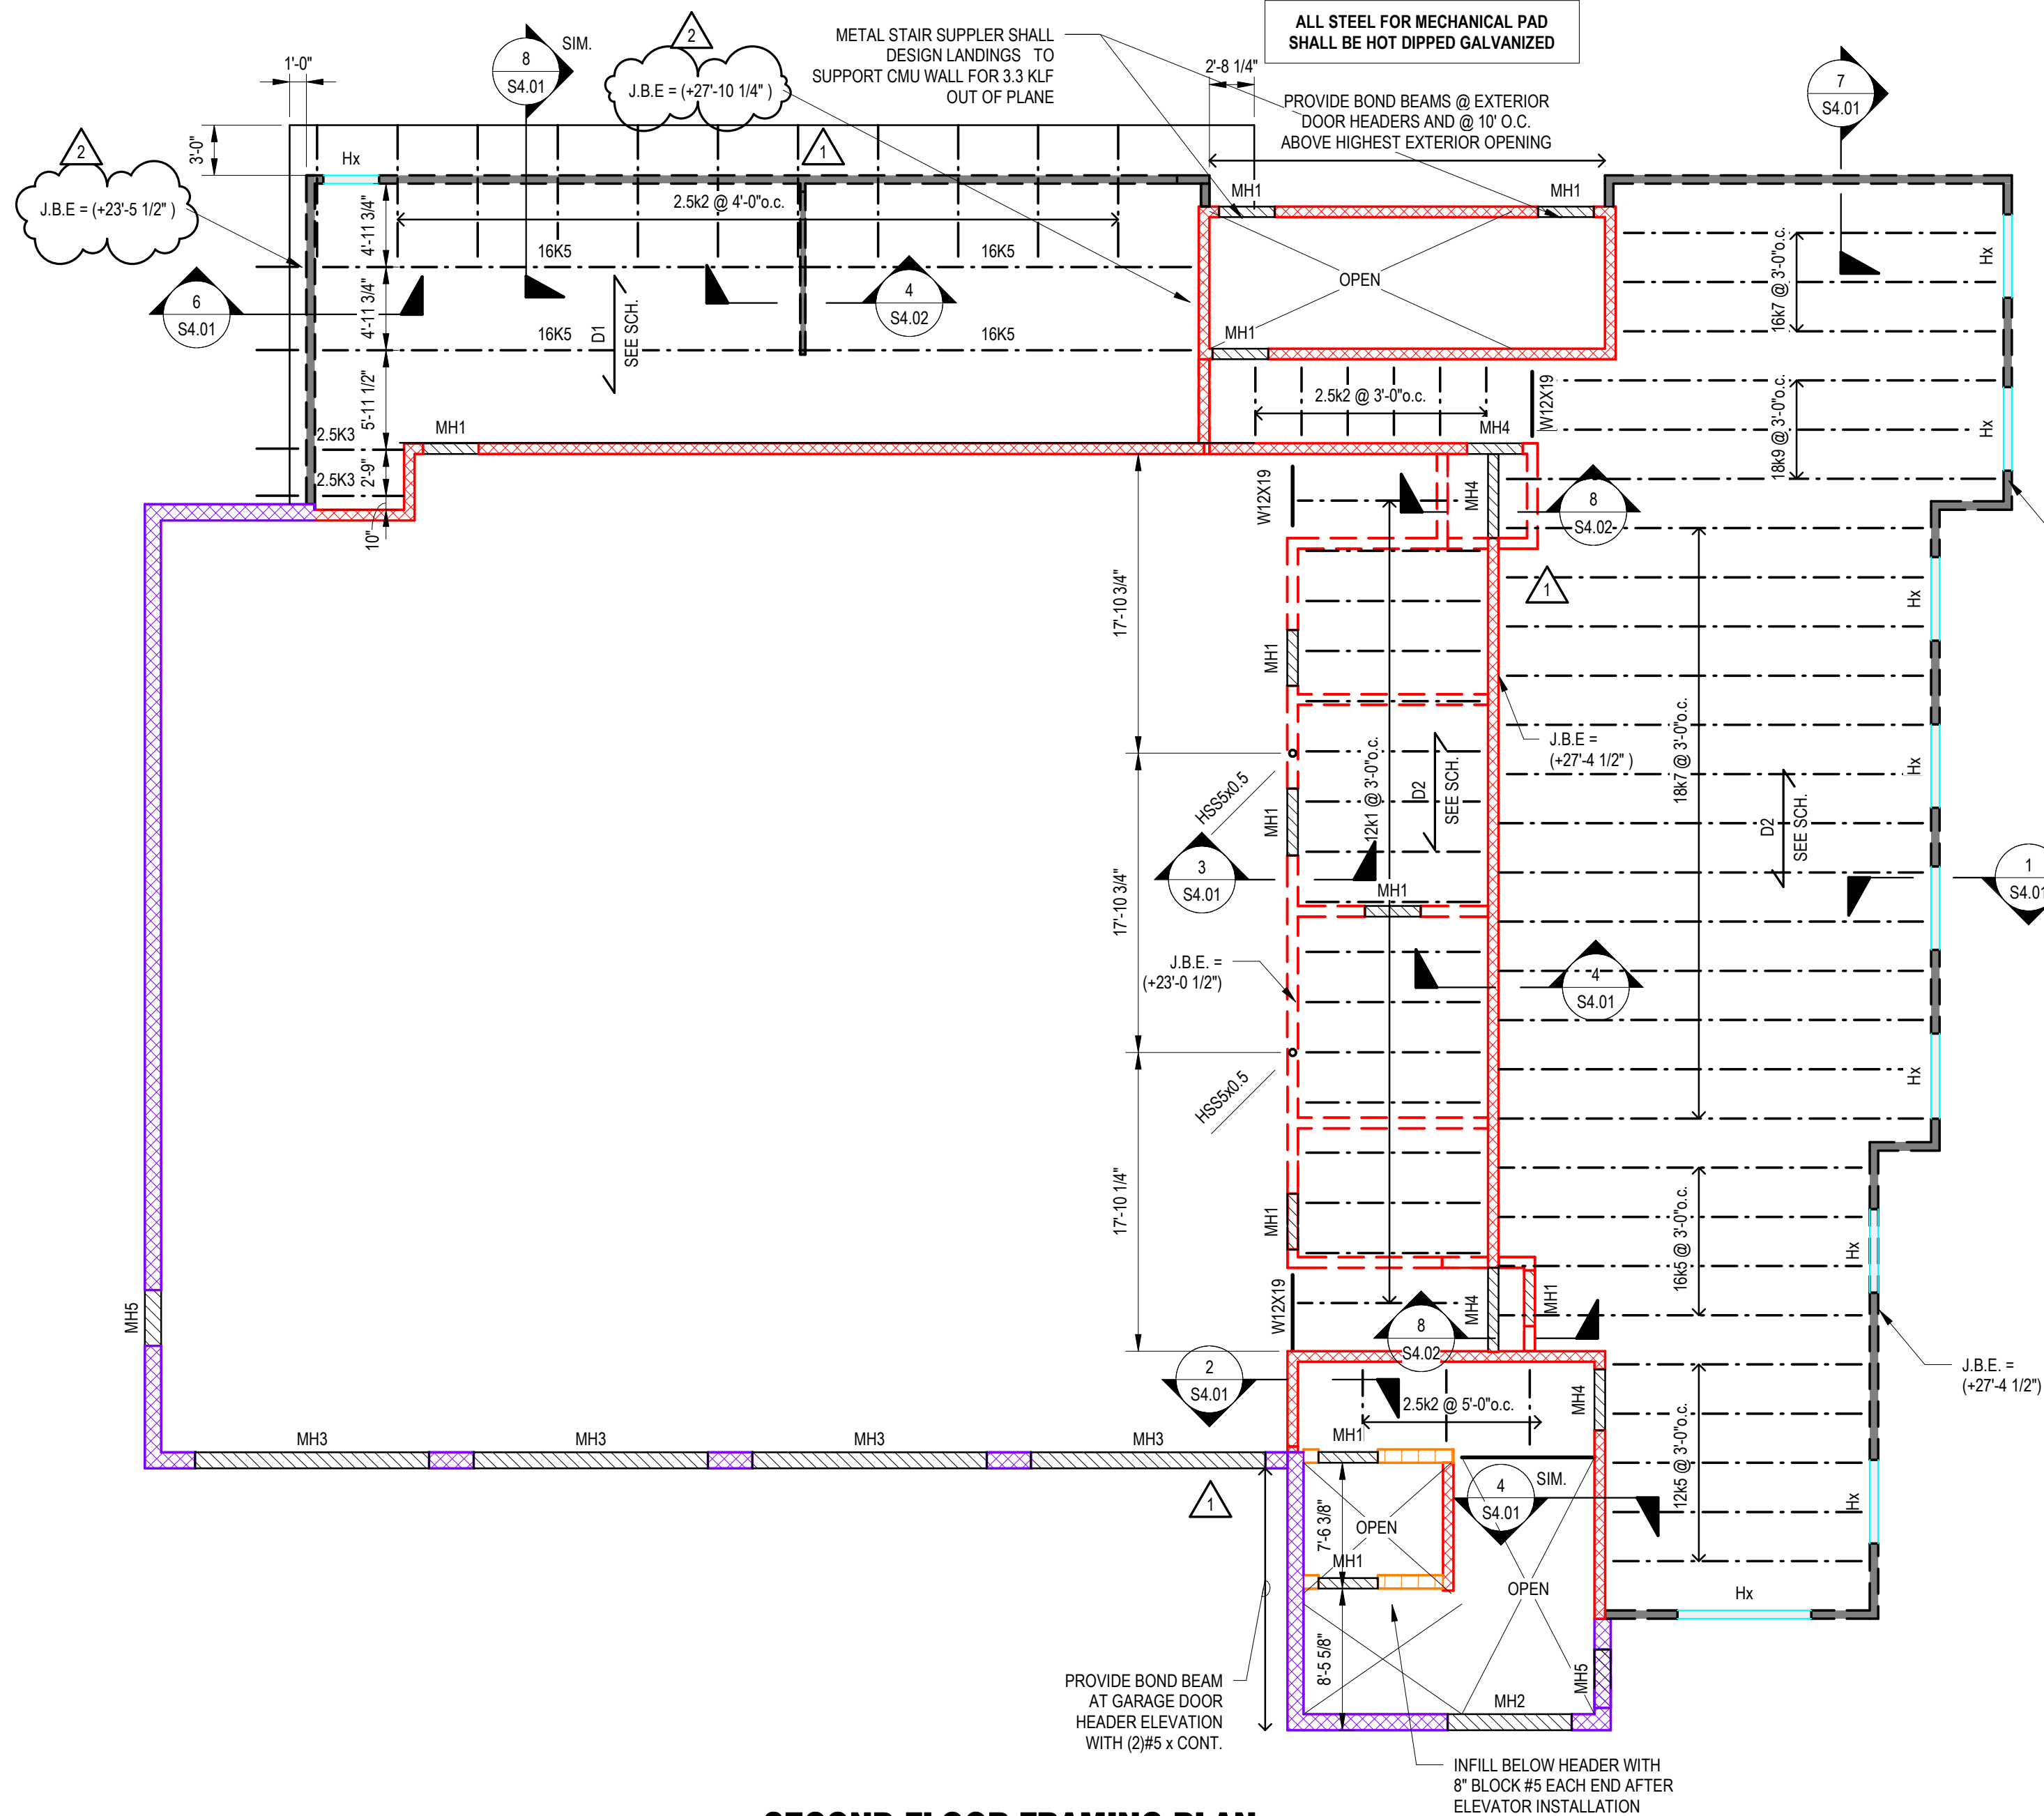 ALL STEEL FOR MECHANICAL PAD
SHALL BE HOT DIPPED GALVANIZED
METAL STAIR SUPPLER SHALL
DESIGN LANDINGS TO
SUPPORT CMU WALL FOR 3.3 KLF
OUT OF PLANE
2
8
S4.01
SIM.
1'-0"
J.B.E = (+27'-10 1/4" )
2'-8 1/4"
7
S4.01
PROVIDE BOND BEAMS @ EXTERIOR
DOOR HEADERS AND @ 10' O.C.
ABOVE HIGHEST EXTERIOR OPENING
2
3'-0"
Hx
1
J.B.E = (+23'-5 1/2" )
4'-11 3/4"
2.5k2 @ 4'-0"o.c.
MH1
MH1
16K5
16K5
OPEN
Hx
6
S4.01
4
S4.02
4'-11 3/4"
16k7 @ 3'-0"o.c.
16K5
D1
SEE SCH.
16K5
MH1
5'-11 1/2"
2.5k2 @ 3'-0"o.c.
W12X19
18k9 @ 3'-0"o.c.
Hx
2.5K3
MH1
MH4
2.5K3
2'-9"
W12X19
MH4
8
S4.02
10"
17'-10 3/4"
1
Hx
MH1
J.B.E =
(+27'-4 1/2" )
12k1 @ 3'-0"o.c.
D2
SEE SCH.
18k7 @ 3'-0"o.c.
D2
SEE SCH.
Hx
HSS5x0.5
MH1
3
S4.01
MH1
1
S4.01
17'-10 3/4"
J.B.E. =
(+23'-0 1/2")
4
S4.01
HSS5x0.5
Hx
17'-10 1/4"
MH1
16k5 @ 3'-0"o.c.
Hx
MH5
W12X19
MH4
MH1
8
S4.02
2
S4.01
J.B.E. =
(+27'-4 1/2")
2.5k2 @ 5'-0"o.c.
MH4
12k5 @ 3'-0"o.c.
MH3
MH3
MH3
MH3
MH1
1
4
S4.01
SIM.
Hx
7'-6 3/8"
OPEN
MH1
OPEN
Hx
8'-5 5/8"
MH5
PROVIDE BOND BEAM
AT GARAGE DOOR
HEADER ELEVATION
WITH (2)#5 x CONT.
MH2
INFILL BELOW HEADER WITH
8" BLOCK #5 EACH END AFTER
ELEVATOR INSTALLATION
SECOND FLOOR FRAMING PLAN